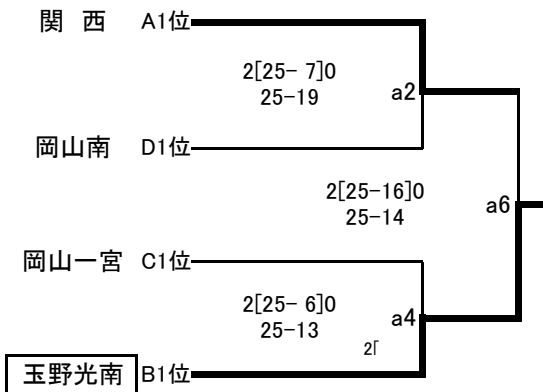 関 西 A1位
2[25- 7]0
25-19
a2
岡山南 D1位
2[25-16]0
25-14
a6
岡山一宮 C1位
2[25- 6]0
25-13
a4
2「
玉野光南 B1位